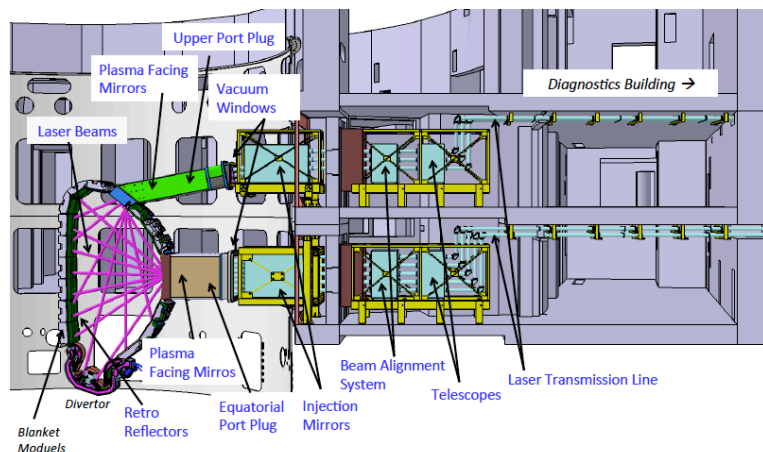 Upper Port Plug
Plasma Facing
Mirrors
Vacuum
Windows
Diagnostics Building →
Laser Beams
Plasma
Facing Mirros
Beam Alignment
System
Telescopes
Laser Transmission Line
Divertor
Retro
Reflectors
Equatorial
Port Plug
Injection
Mirrors
Blanket
Moduels